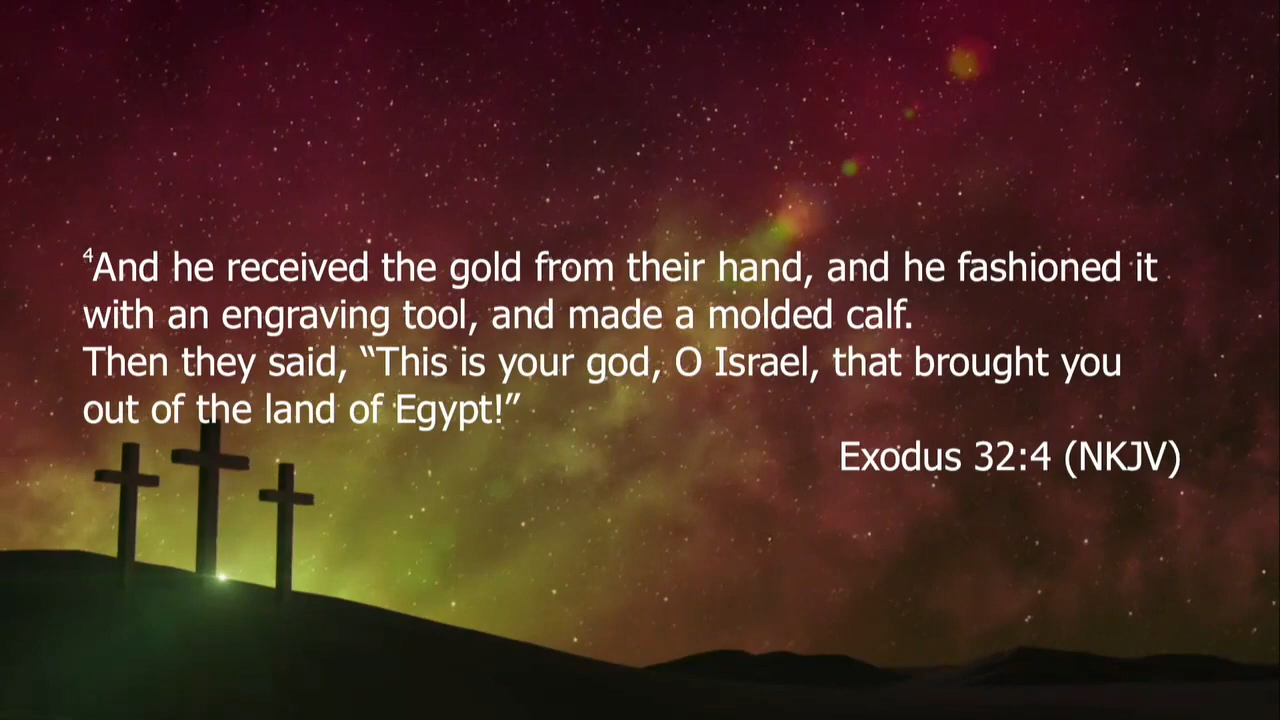 ⁴And he received the gold from their hand, and he fashioned it
with an engraving tool, and made a molded calf.
Then they said, “This is your god, O Israel, that brought you
out of the land of Egypt!”
Exodus 32:4 (NKJV)